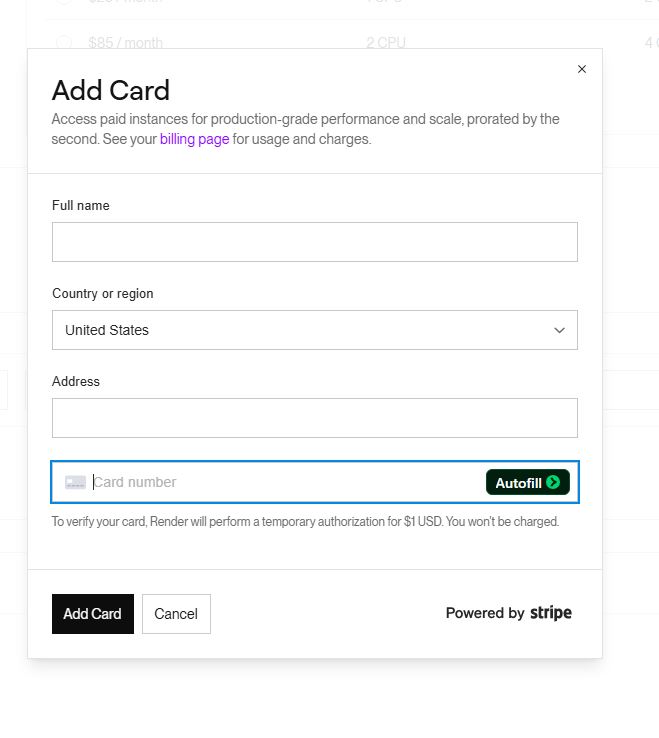 $85 / month 2 CPU 4
Add Card
Access paid instances for production-grade performance and scale, prorated by the
second. See your billing page for usage and charges.
Full name
Country or region
United States
Address
Card number Autofill
To verify your card, Render will perform a temporary authorization for $1 USD. You won't be charged.
Add Card Cancel Powered by stripe